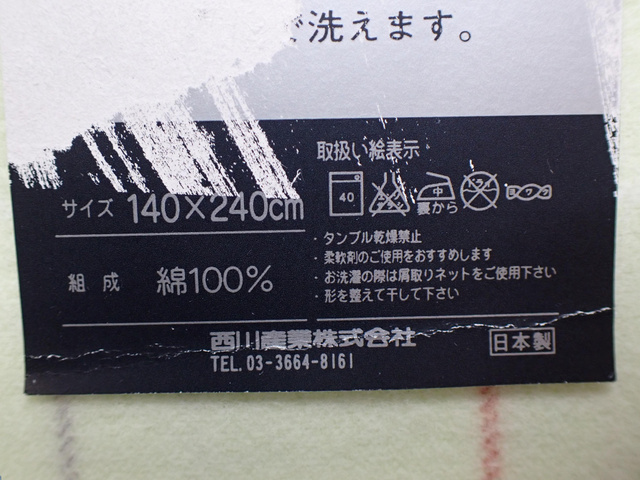 で洗えます。
取扱い絵表示
サイズ 140×240cm
40 中 裏から ドライ ヨワク
・タンブル乾燥禁止
・柔軟剤のご使用をおすすめします
・お洗濯の際は肩取りネットをご使用下さい
・形を整えて干して下さい
組成 綿100%
西川産業株式会社
TEL. 03-3664-8161
日本製